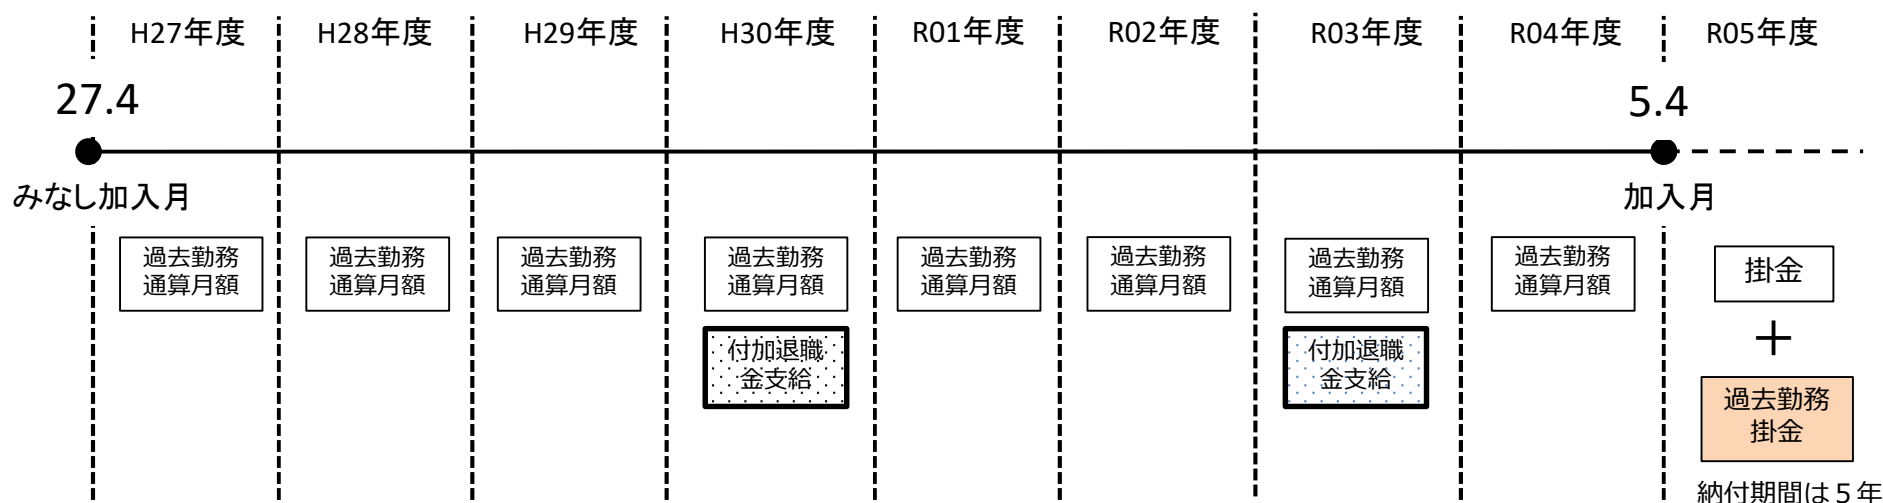 H27年度
H28年度
H29年度
H30年度
R01年度
R02年度
R03年度
R04年度
R05年度
27.4
5.4
みなし加入月
加入月
過去勤務
通算月額
過去勤務
通算月額
過去勤務
通算月額
過去勤務
通算月額
過去勤務
通算月額
過去勤務
通算月額
過去勤務
通算月額
過去勤務
通算月額
掛金
＋
付加退職
金支給
付加退職
金支給
過去勤務
掛金
納付期間は５年